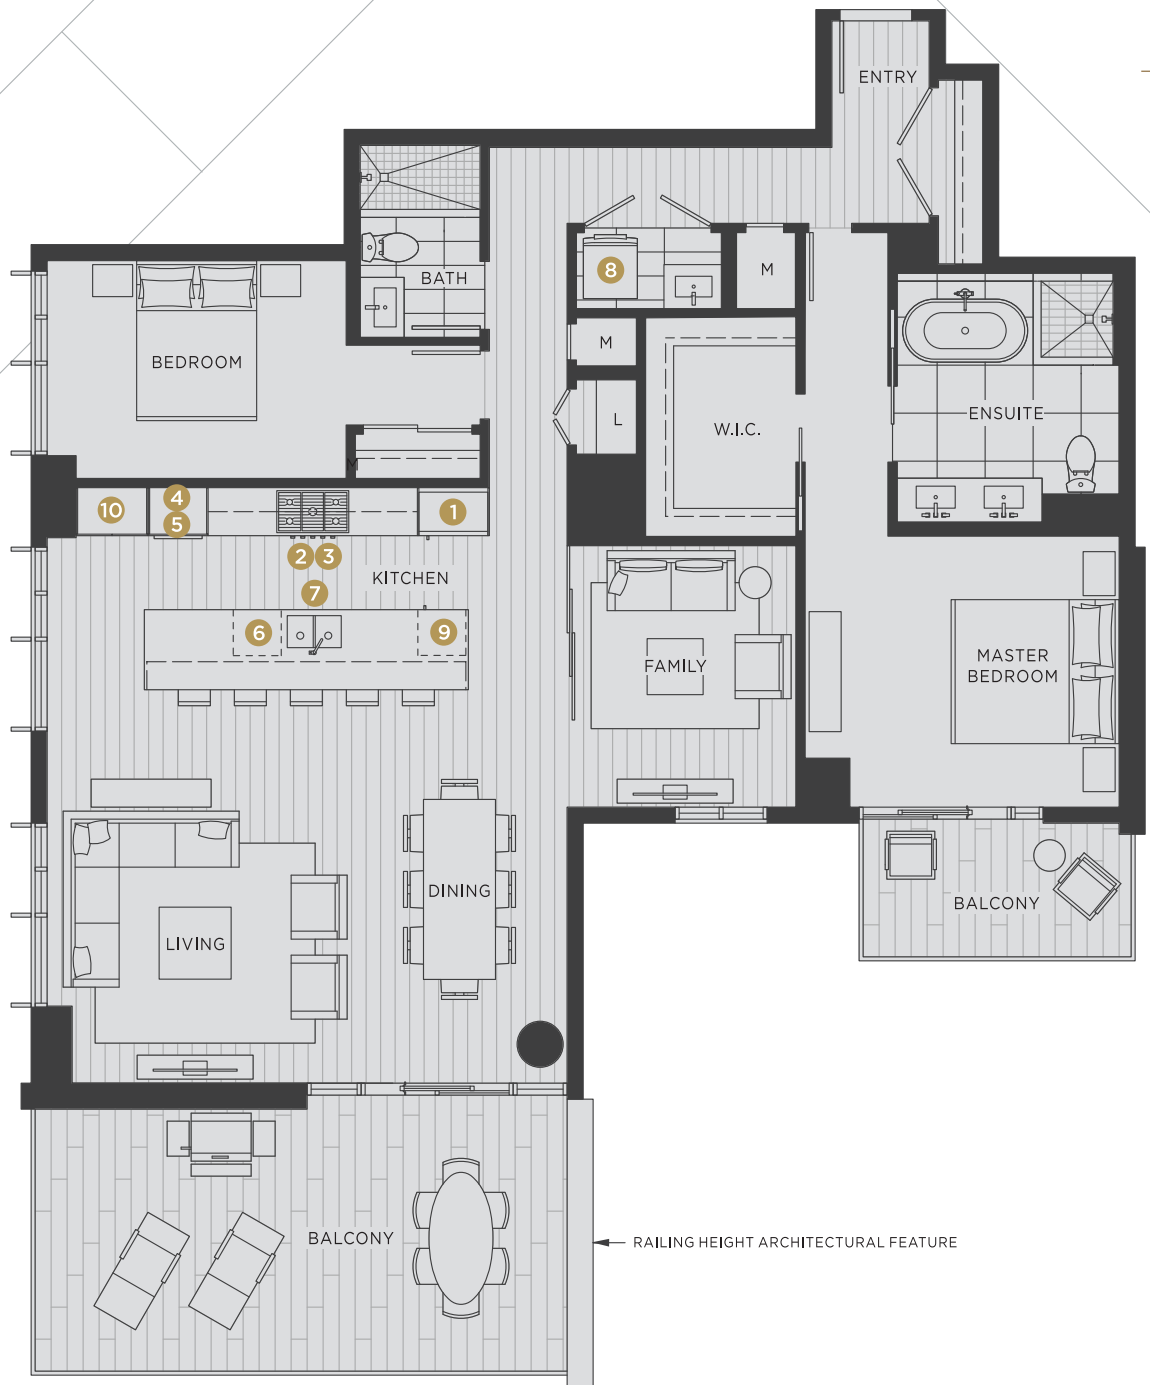 ENTRY
8
M
BATH
M
BEDROOM
L
W.I.C.
ENSUITE
M
10
4
5
1
2
3
KITCHEN
7
6
9
FAMILY
MASTER
BEDROOM
DINING
BALCONY
LIVING
BALCONY
RAILING HEIGHT ARCHITECTURAL FEATURE